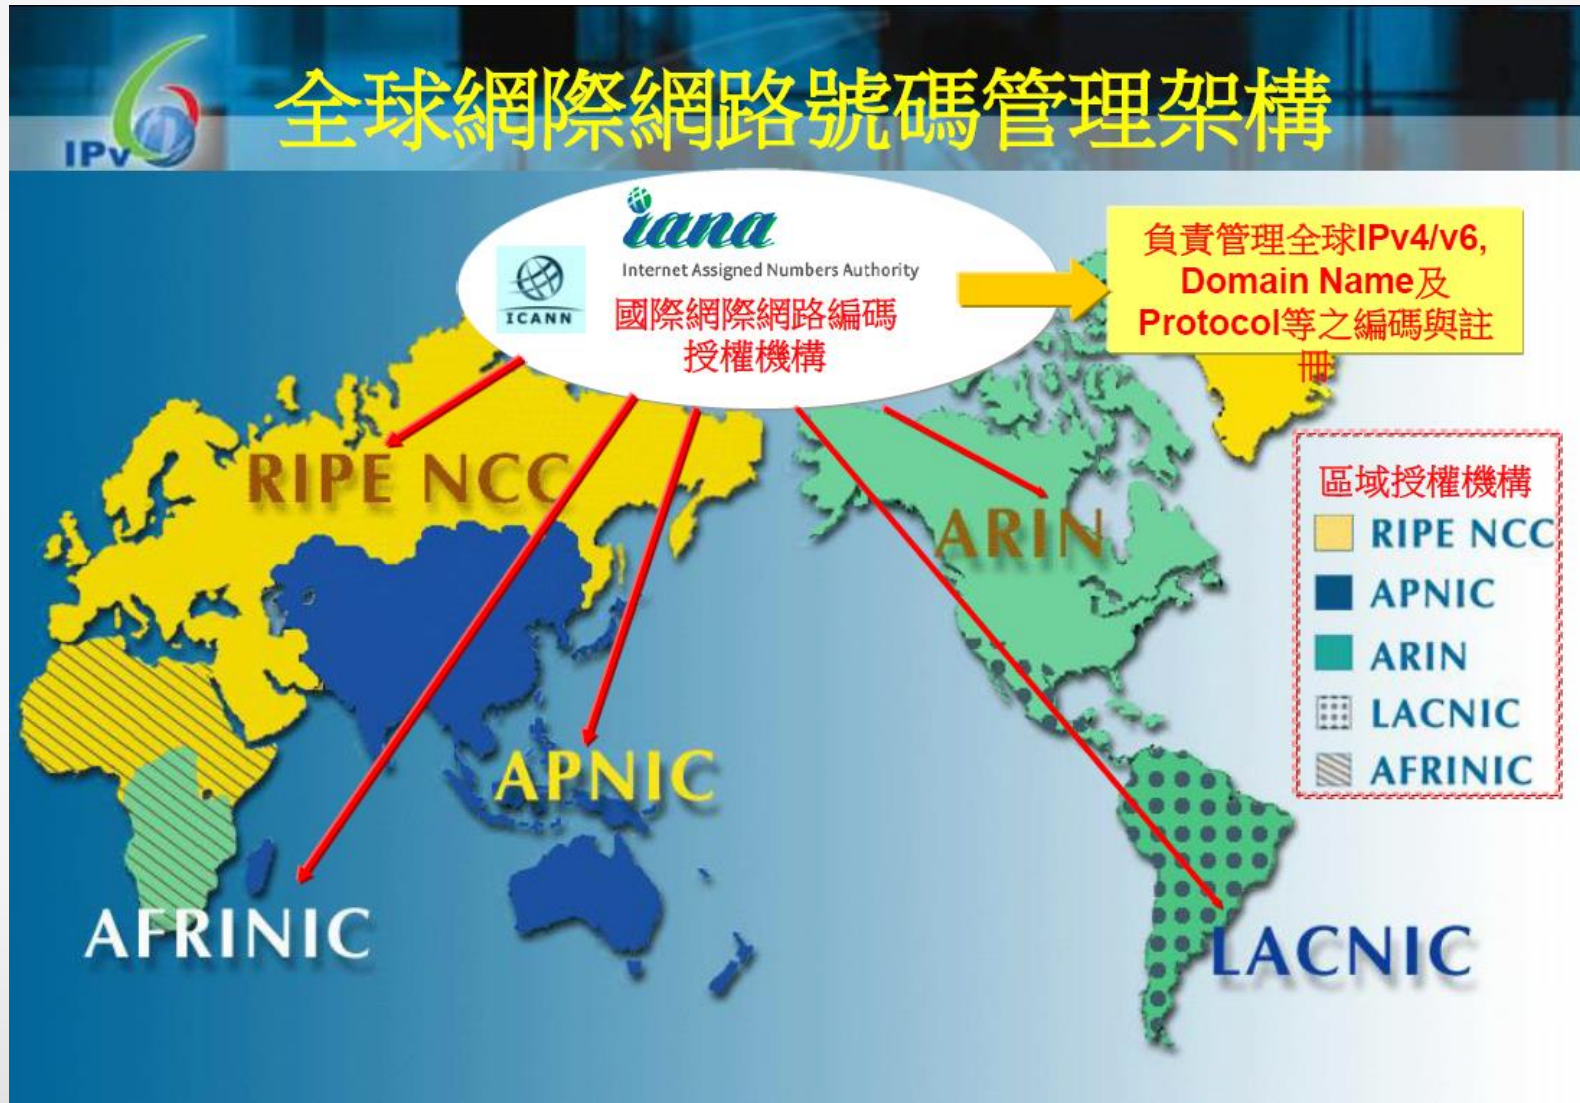 IPv6
全球網際網路號碼管理架構
iana
Internet Assigned Numbers Authority
ICANN
國際網際網路編碼
授權機構
負責管理全球IPv4/v6,
Domain Name及
Protocol等之編碼與註
冊
RIPE NCC
ARIN
APNIC
AFRINIC
LACNIC
區域授權機構
RIPE NCC
APNIC
ARIN
LACNIC
AFRINIC